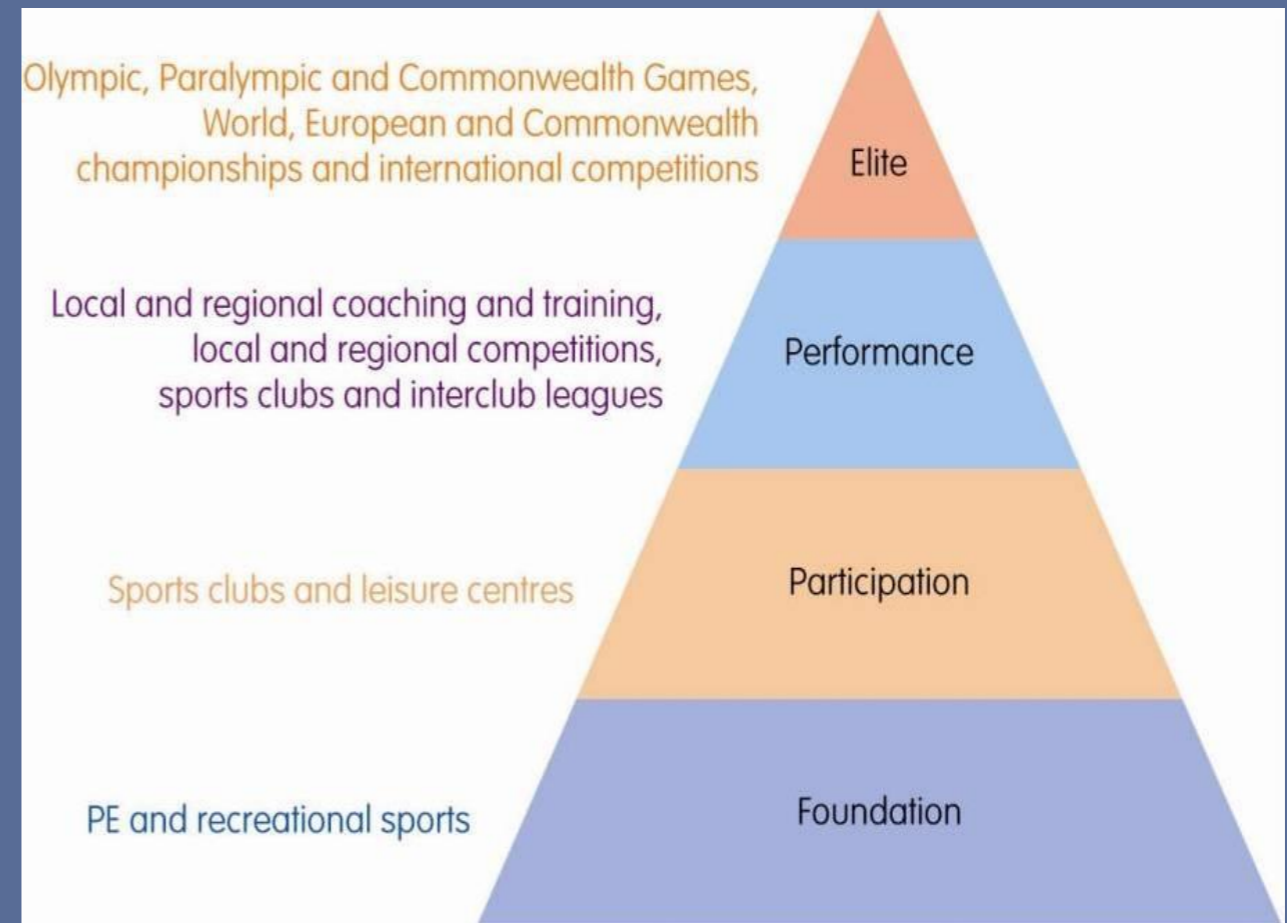 Olympic, Paralympic and Commonwealth Games,
World, European and Commonwealth
championships and international competitions
Elite
Local and regional coaching and training,
local and regional competitions,
sports clubs and interclub leagues
Performance
Sports clubs and leisure centres
Participation
PE and recreational sports
Foundation